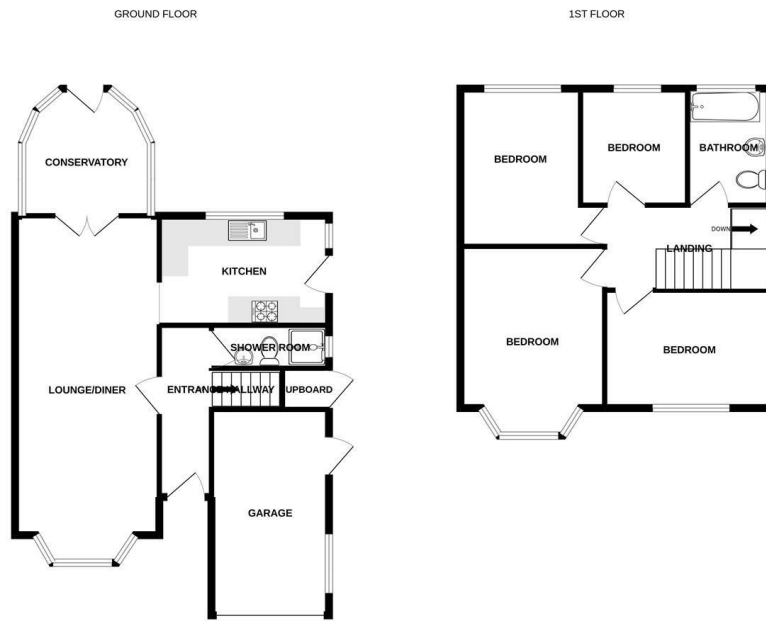 GROUND FLOOR
CONSERVATORY
KITCHEN
SHOWER ROOM
LOUNGE/DINER
ENTRANCE HALLWAY
UPBOARD
GARAGE
1ST FLOOR
BEDROOM
BEDROOM
BATHROOM
DOWN
LANDING
BEDROOM
BEDROOM